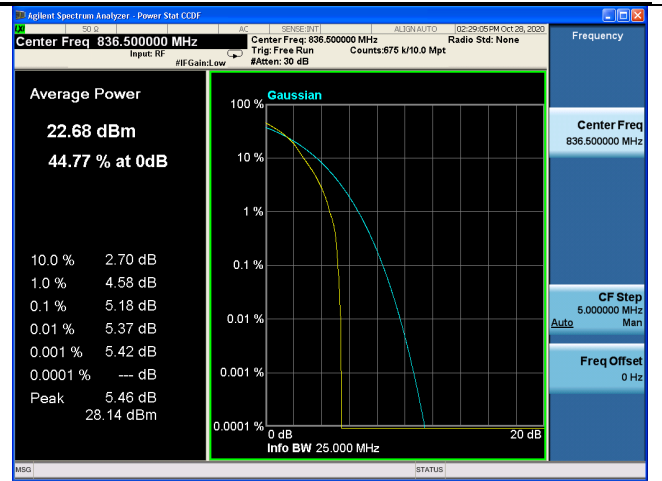 Agilent Spectrum Analyzer - Power Stat CCDF
50 Ω AC SENSE:INT ALIGN AUTO 02:29:05 PM Oct 28, 2020
Center Freq 836.500000 MHz
Input: RF
#IFGain:Low
Center Freq: 836.500000 MHz
Trig: Free Run Counts:675 k/10.0 Mpt
#Atten: 30 dB
Radio Std: None
Frequency
Average Power
22.68 dBm
44.77 % at 0dB
10.0 % 2.70 dB
1.0 % 4.58 dB
0.1 % 5.18 dB
0.01 % 5.37 dB
0.001 % 5.42 dB
0.0001 % --- dB
Peak 5.46 dB
28.14 dBm
100 % Gaussian
10 %
1 %
0.1 %
0.01 %
0.001 %
0.0001 %
0 dB 20 dB
Info BW 25.000 MHz
Center Freq
836.500000 MHz
CF Step
5.000000 MHz
Auto Man
Freq Offset
0 Hz
MSG STATUS